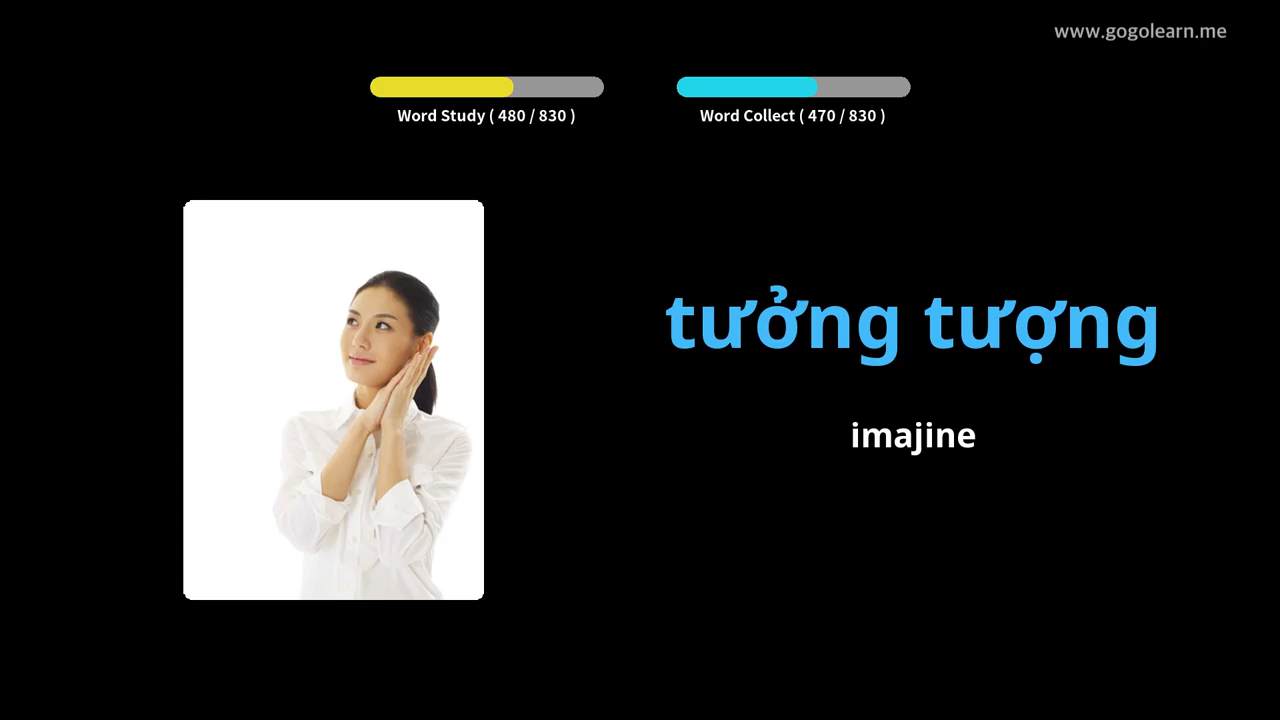 www.gogolearn.me
Word Study ( 480 / 830 )
Word Collect ( 470 / 830 )
tưởng tượng
imajine